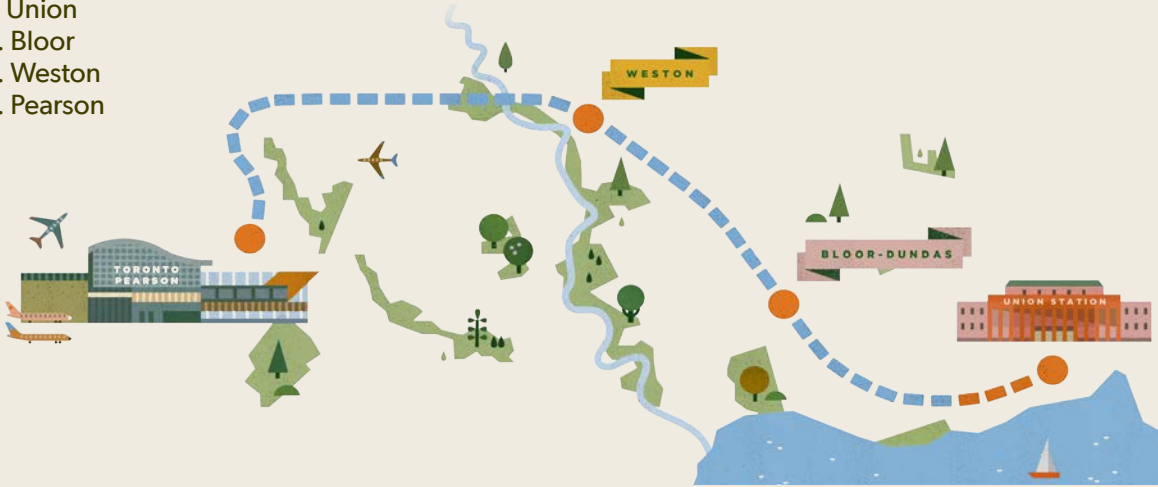 Union
. Bloor
. Weston
. Pearson
WESTON
BLOOR-DUNDAS
TORONTO
PEARSON
UNION STATION